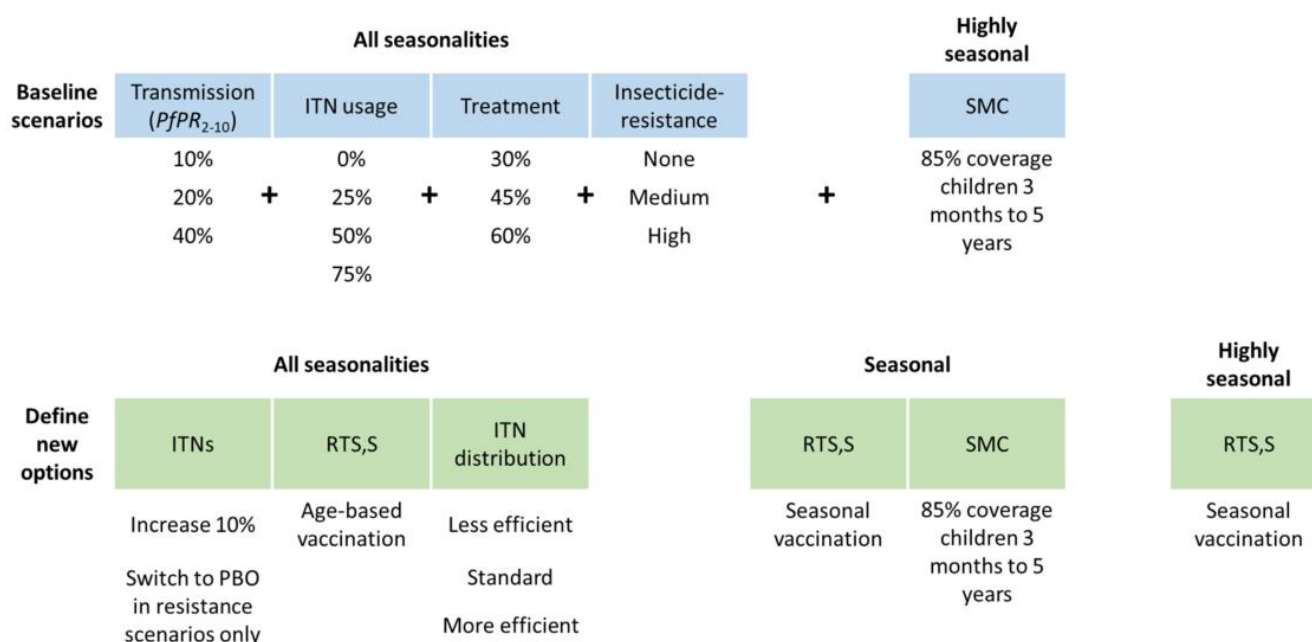 All seasonalities
Highly
seasonal
Baseline
scenarios
Transmission
(PfPR2-10)
ITN usage
Treatment
Insecticide-
resistance
SMC
10%
20%
40%
+
0%
25%
50%
75%
+
30%
45%
60%
+
None
Medium
High
+
85% coverage
children 3
months to 5
years
All seasonalities
Seasonal
Highly
seasonal
Define
new
options
ITNs
RTS,S
ITN
distribution
RTS,S
SMC
RTS,S
Increase 10%
Switch to PBO
in resistance
scenarios only
Age-based
vaccination
Less efficient
Standard
More efficient
Seasonal
vaccination
85% coverage
children 3
months to 5
years
Seasonal
vaccination